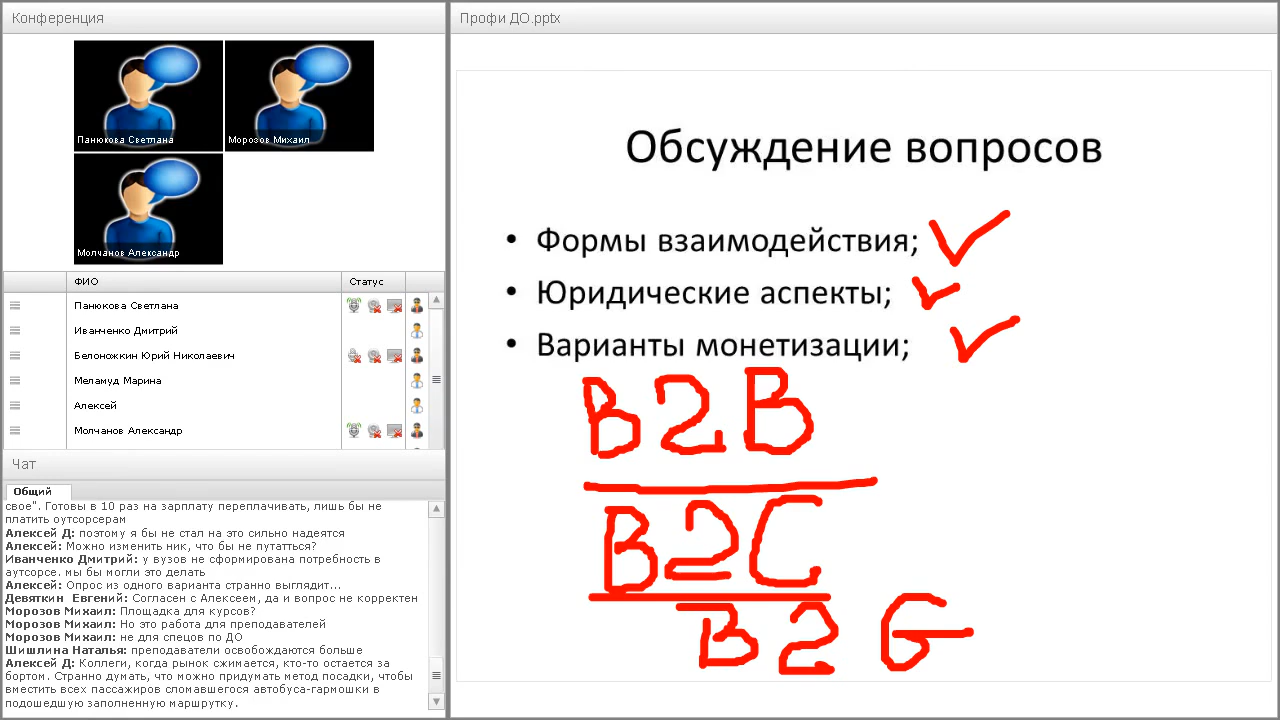 Конференция
Панюкова Светлана
Морозов Михаил
Молчанов Александр
ФИО
Статус
Панюкова Светлана
Иванченко Дмитрий
Белоножкин Юрий Николаевич
Меламуд Марина
Алексей
Молчанов Александр
Чат
Общий
свое". Готовы в 10 раз на зарплату переплачивать, лишь бы не
платить оутсорсерам
Алексей Д: поэтому я бы не стал на это сильно надеятся
Алексей: Можно изменить ник, что бы не путатться?
Иванченко Дмитрий: у вузов не сформирована потребность в
аутсорсе. мы бы могли это делать
Алексей: Опрос из одного варианта странно выглядит...
Девяткин Евгений: Согласен с Алексеем, да и вопрос не корректен
Морозов Михаил: Площадка для курсов?
Морозов Михаил: Но это работа для преподавателей
Морозов Михаил: не для спецов по ДО
Шишлина Наталья: преподаватели освобождаются больше
Алексей Д: Коллеги, когда рынок сжимается, кто-то остается за
бортом. Странно думать, что можно придумать метод посадки, чтобы
вместить всех пассажиров сломавшегося автобуса-гармошки в
подошедшую заполненную маршрутку.
Профи ДО.pptx
Обсуждение вопросов
• Формы взаимодействия;
• Юридические аспекты;
• Варианты монетизации;
B2B
B2C
B2G